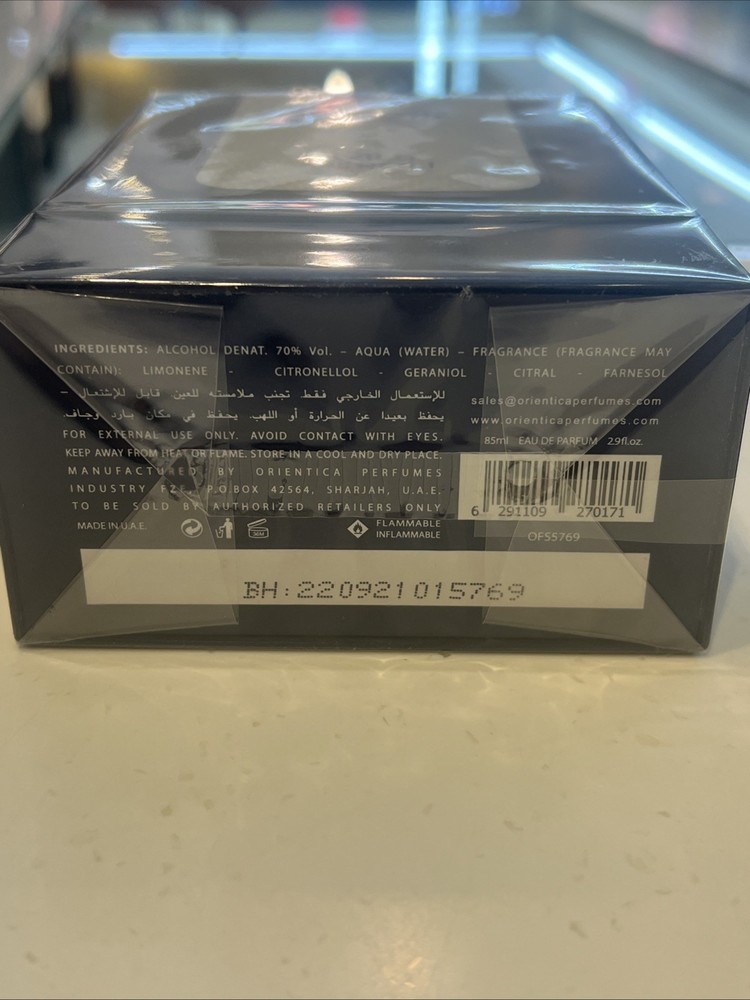 INGREDIENTS: ALCOHOL DENAT. 70% Vol. – AQUA (WATER) – FRAGRANCE (FRAGRANCE MAY
CONTAIN): LIMONENE - CITRONELLOL - GERANIOL - CITRAL - FARNESOL
للإستعمال الخارجي فقط. تجنب ملامسته للعين. قابل للإشتعال –
يحفظ بعيدا عن الحرارة أو اللهب. يحفظ في مكان بارد وجاف.
FOR EXTERNAL USE ONLY. AVOID CONTACT WITH EYES.
KEEP AWAY FROM HEAT OR FLAME. STORE IN A COOL AND DRY PLACE.
MANUFACTURED BY ORIENTICA PERFUMES
INDUSTRY FZE, P.O.BOX 42564, SHARJAH, U.A.E.
TO BE SOLD BY AUTHORIZED RETAILERS ONLY
sales@orienticaperfumes.com
www.orienticaperfumes.com
85ml EAU DE PARFUM 2.9fl.oz.
6 291109 270171
MADE IN U.A.E.
36M
FLAMMABLE
INFLAMMABLE
OFS5769
BH:220921015769